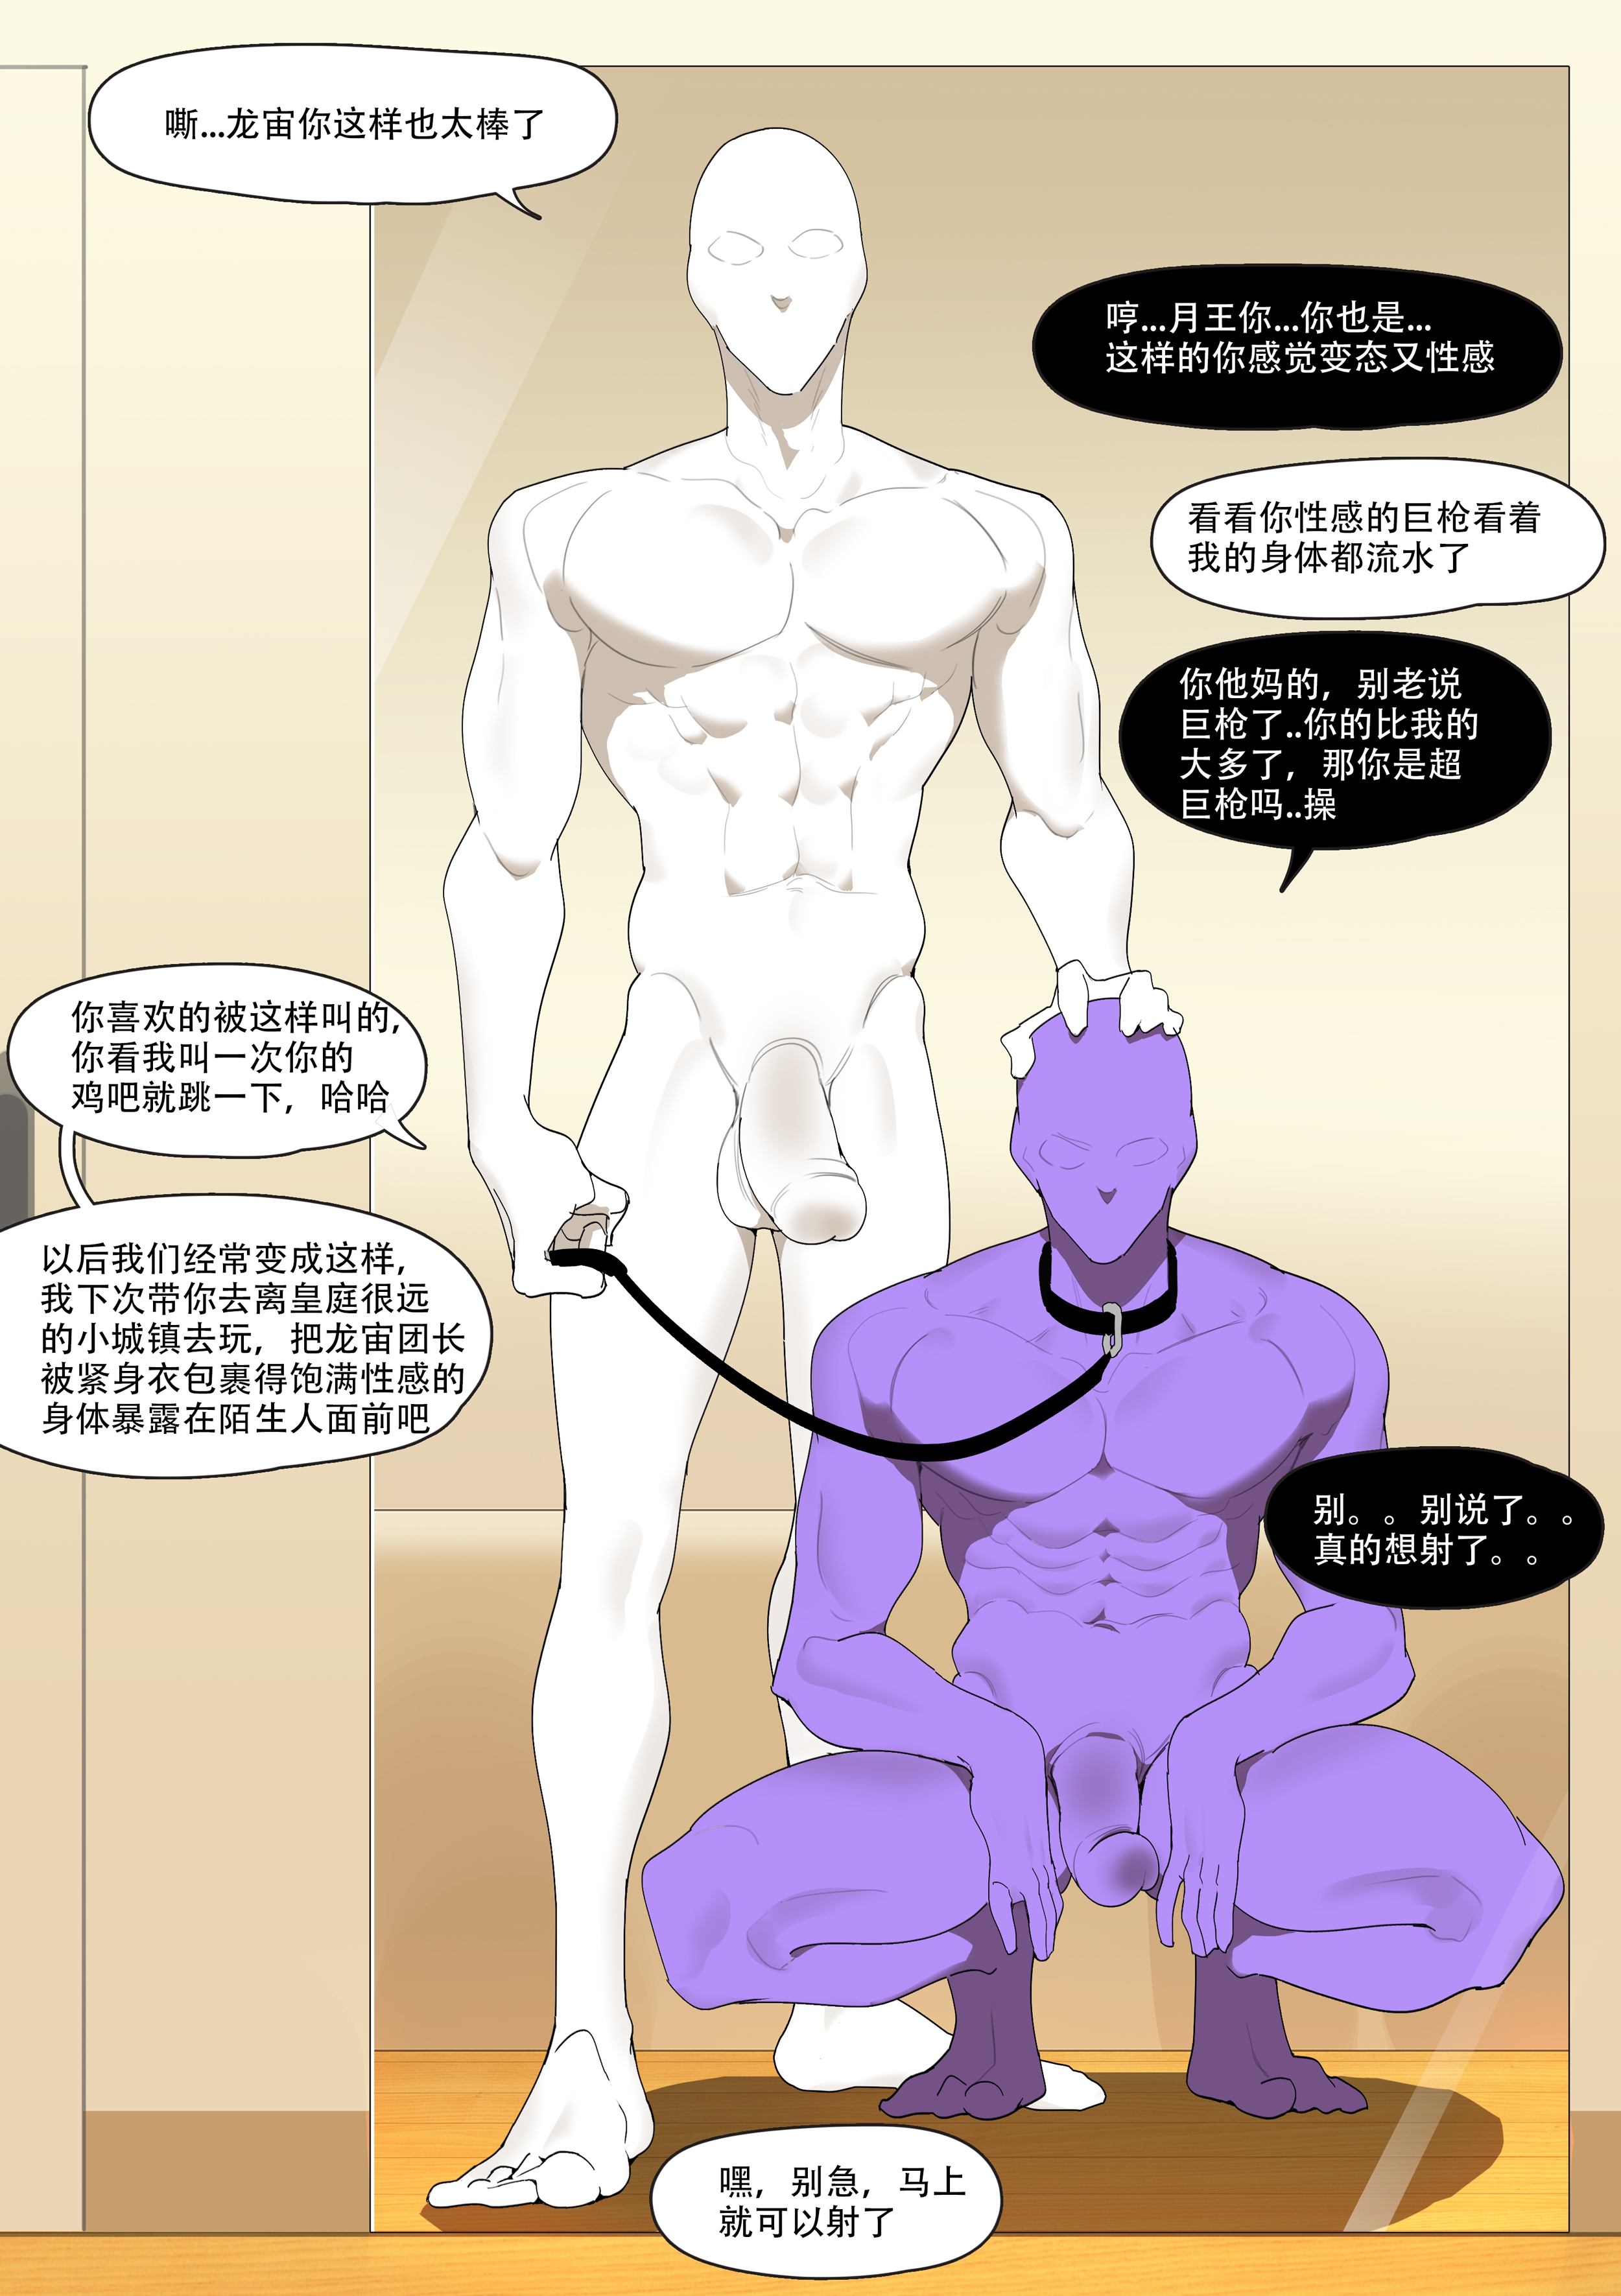 嘶...龙宙你这样也太棒了
哼...月王你...你也是...
这样的你感觉变态又性感
看看你性感的巨枪看着
我的身体都流水了
你他妈的，别老说
巨枪了..你的比我的
大多了，那你是超
巨枪吗..操
你喜欢的被这样叫的,
你看我叫一次你的
鸡吧就跳一下，哈哈
以后我们经常变成这样,
我下次带你去离皇庭很远
的小城镇去玩，把龙宙团长
被紧身衣包裹得饱满性感的
身体暴露在陌生人面前吧
别。。别说了。。
真的想射了。。
嘿，别急，马上
就可以射了